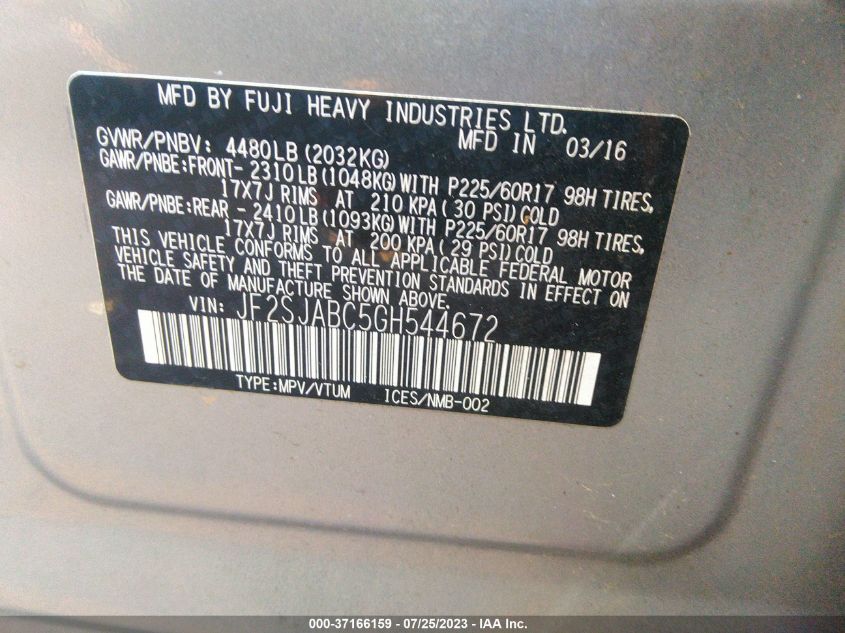 MFD BY FUJI HEAVY INDUSTRIES LTD.
GVWR/PNBV: 4480LB (2032KG) MFD IN 03/16
GAWR/PNBE:FRONT- 2310LB(1048KG)WITH P225/60R17 98H TIRES,
17X7J RIMS AT 210 KPA(30 PSI)COLD
GAWR/PNBE:REAR - 2410LB(1093KG)WITH P225/60R17 98H TIRES,
17X7J RIMS AT 200 KPA(29 PSI)COLD
THIS VEHICLE CONFORMS TO ALL APPLICABLE FEDERAL MOTOR
VEHICLE SAFETY AND THEFT PREVENTION STANDARDS IN EFFECT ON
THE DATE OF MANUFACTURE SHOWN ABOVE.
VIN: JF2SJABC5GH544672
TYPE:MPV/VTUM ICES/NMB-002
000-37166159 - 07/25/2023 - IAA Inc.